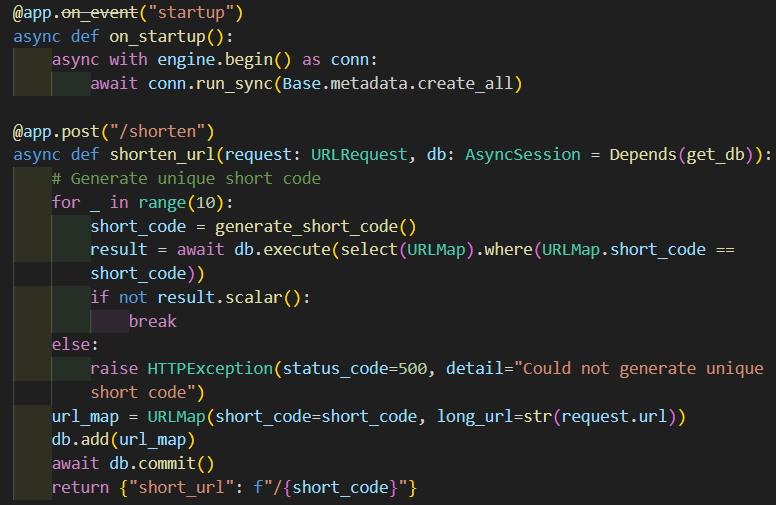 @app.on_event("startup")
async def on_startup():
    async with engine.begin() as conn:
        await conn.run_sync(Base.metadata.create_all)

@app.post("/shorten")
async def shorten_url(request: URLRequest, db: AsyncSession = Depends(get_db)):
    # Generate unique short code
    for _ in range(10):
        short_code = generate_short_code()
        result = await db.execute(select(URLMap).where(URLMap.short_code ==
        short_code))
        if not result.scalar():
            break
    else:
        raise HTTPException(status_code=500, detail="Could not generate unique
        short code")
    url_map = URLMap(short_code=short_code, long_url=str(request.url))
    db.add(url_map)
    await db.commit()
    return {"short_url": f"/{short_code}"}